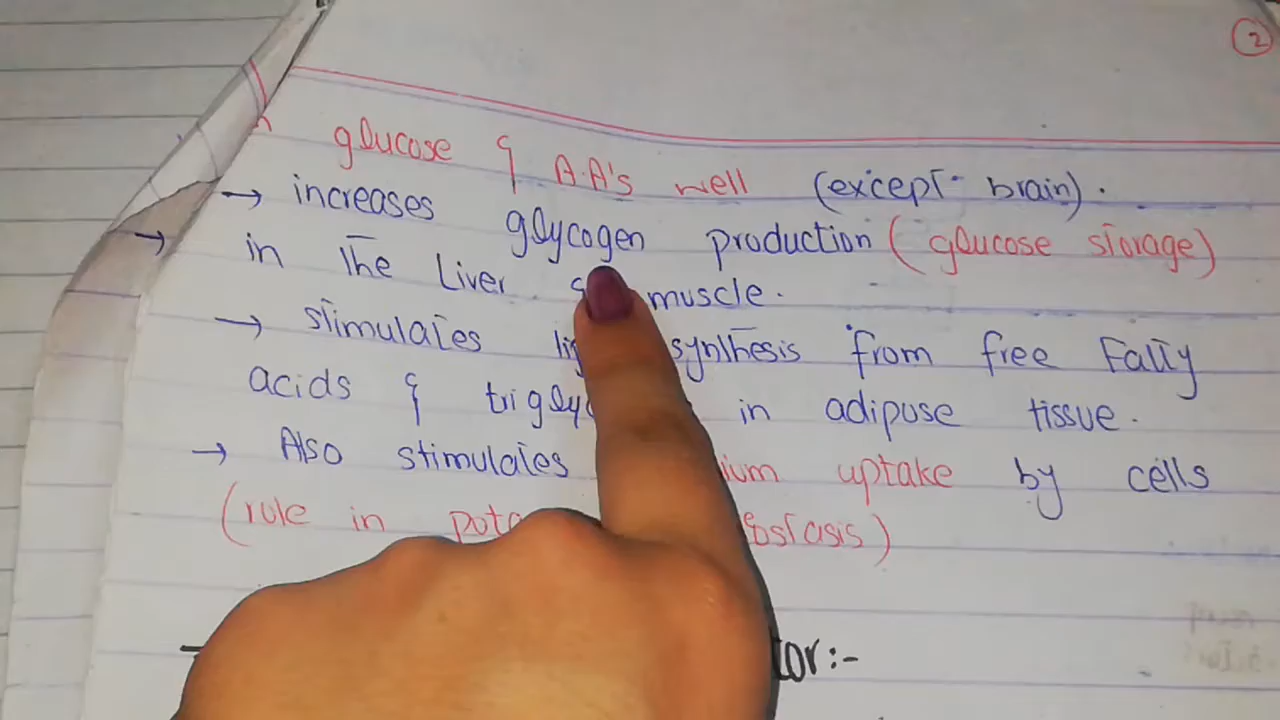 2
glucose & A.A's well (except brain).
→ increases glycogen production (glucose storage)
→ in the Liver & muscle.
→ stimulates synthesis from free Fatty
acids & in adipose tissue.
→ Also stimulates uptake by cells
(role in
:-